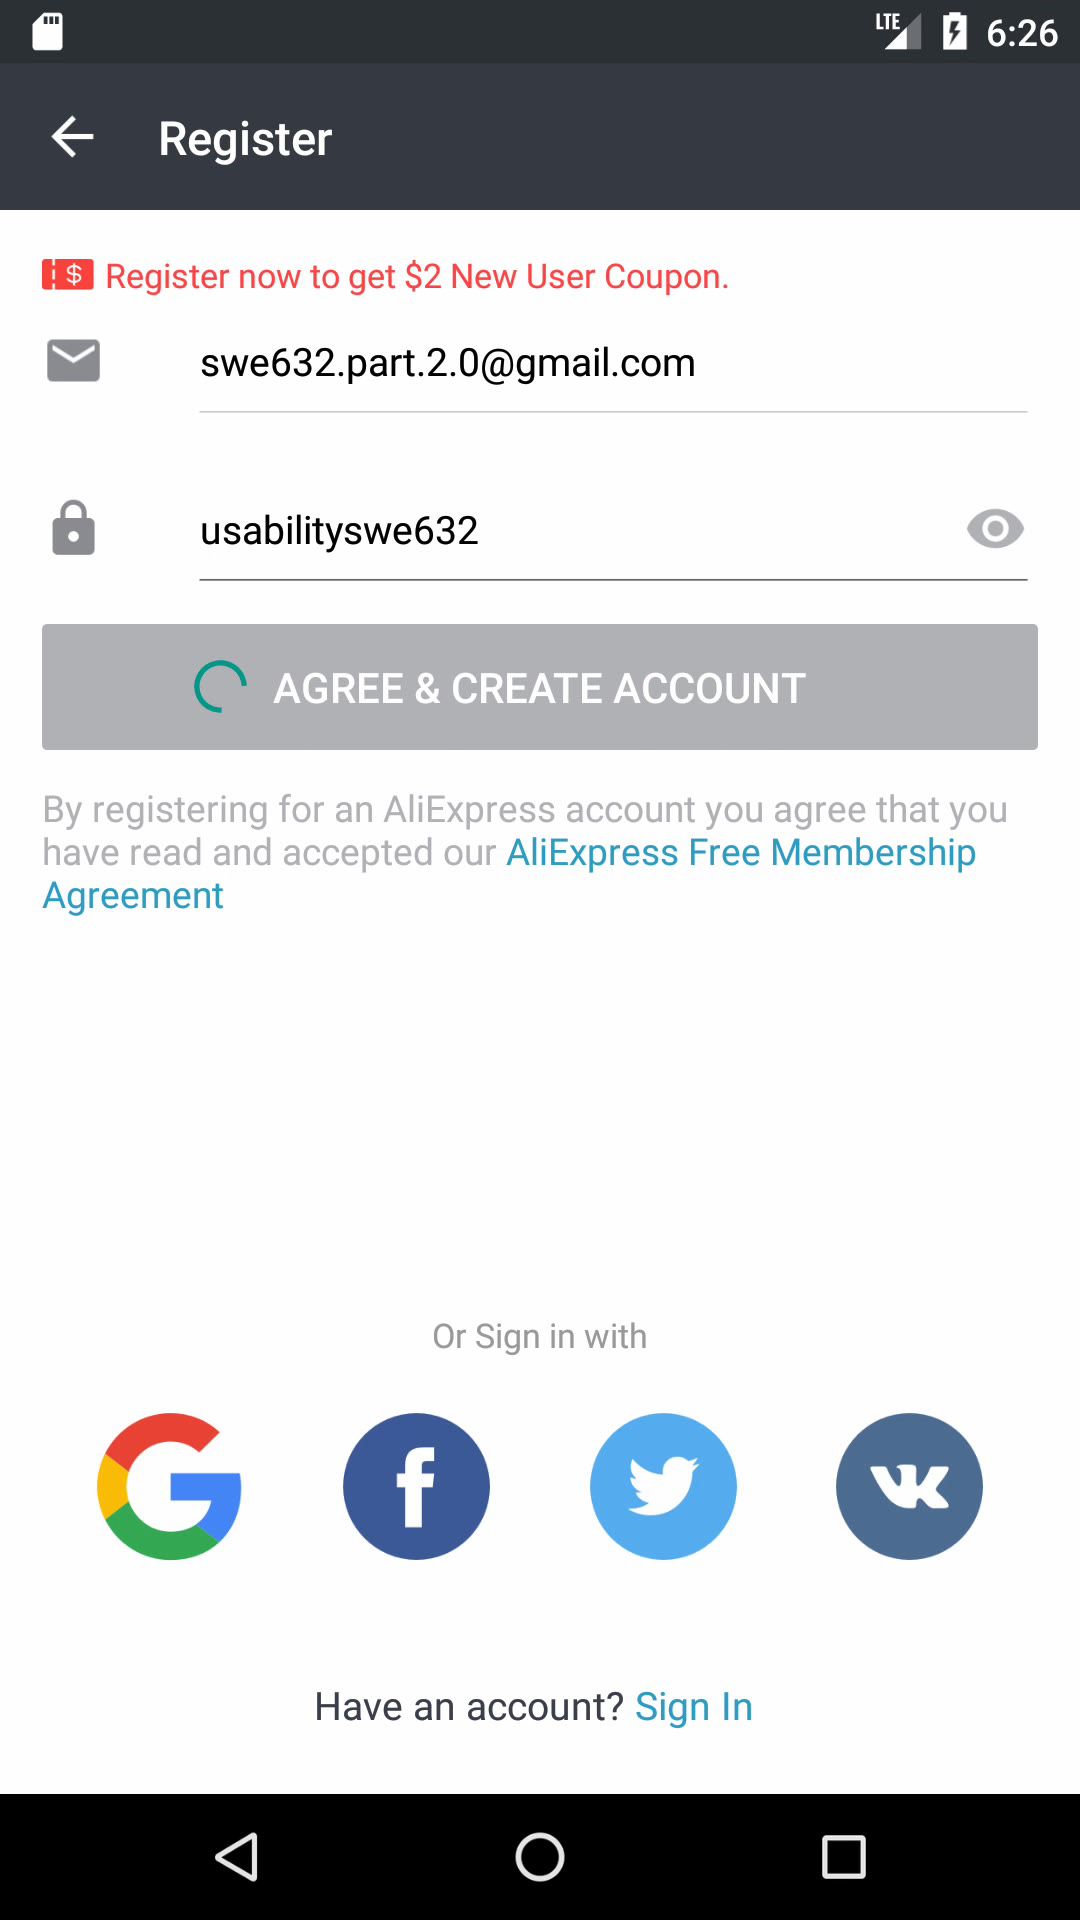 LTE 6:26
Register
$ Register now to get $2 New User Coupon.
swe632.part.2.0@gmail.com
usabilityswe632
AGREE & CREATE ACCOUNT
By registering for an AliExpress account you agree that you
have read and accepted our AliExpress Free Membership
Agreement
Or Sign in with
Have an account? Sign In